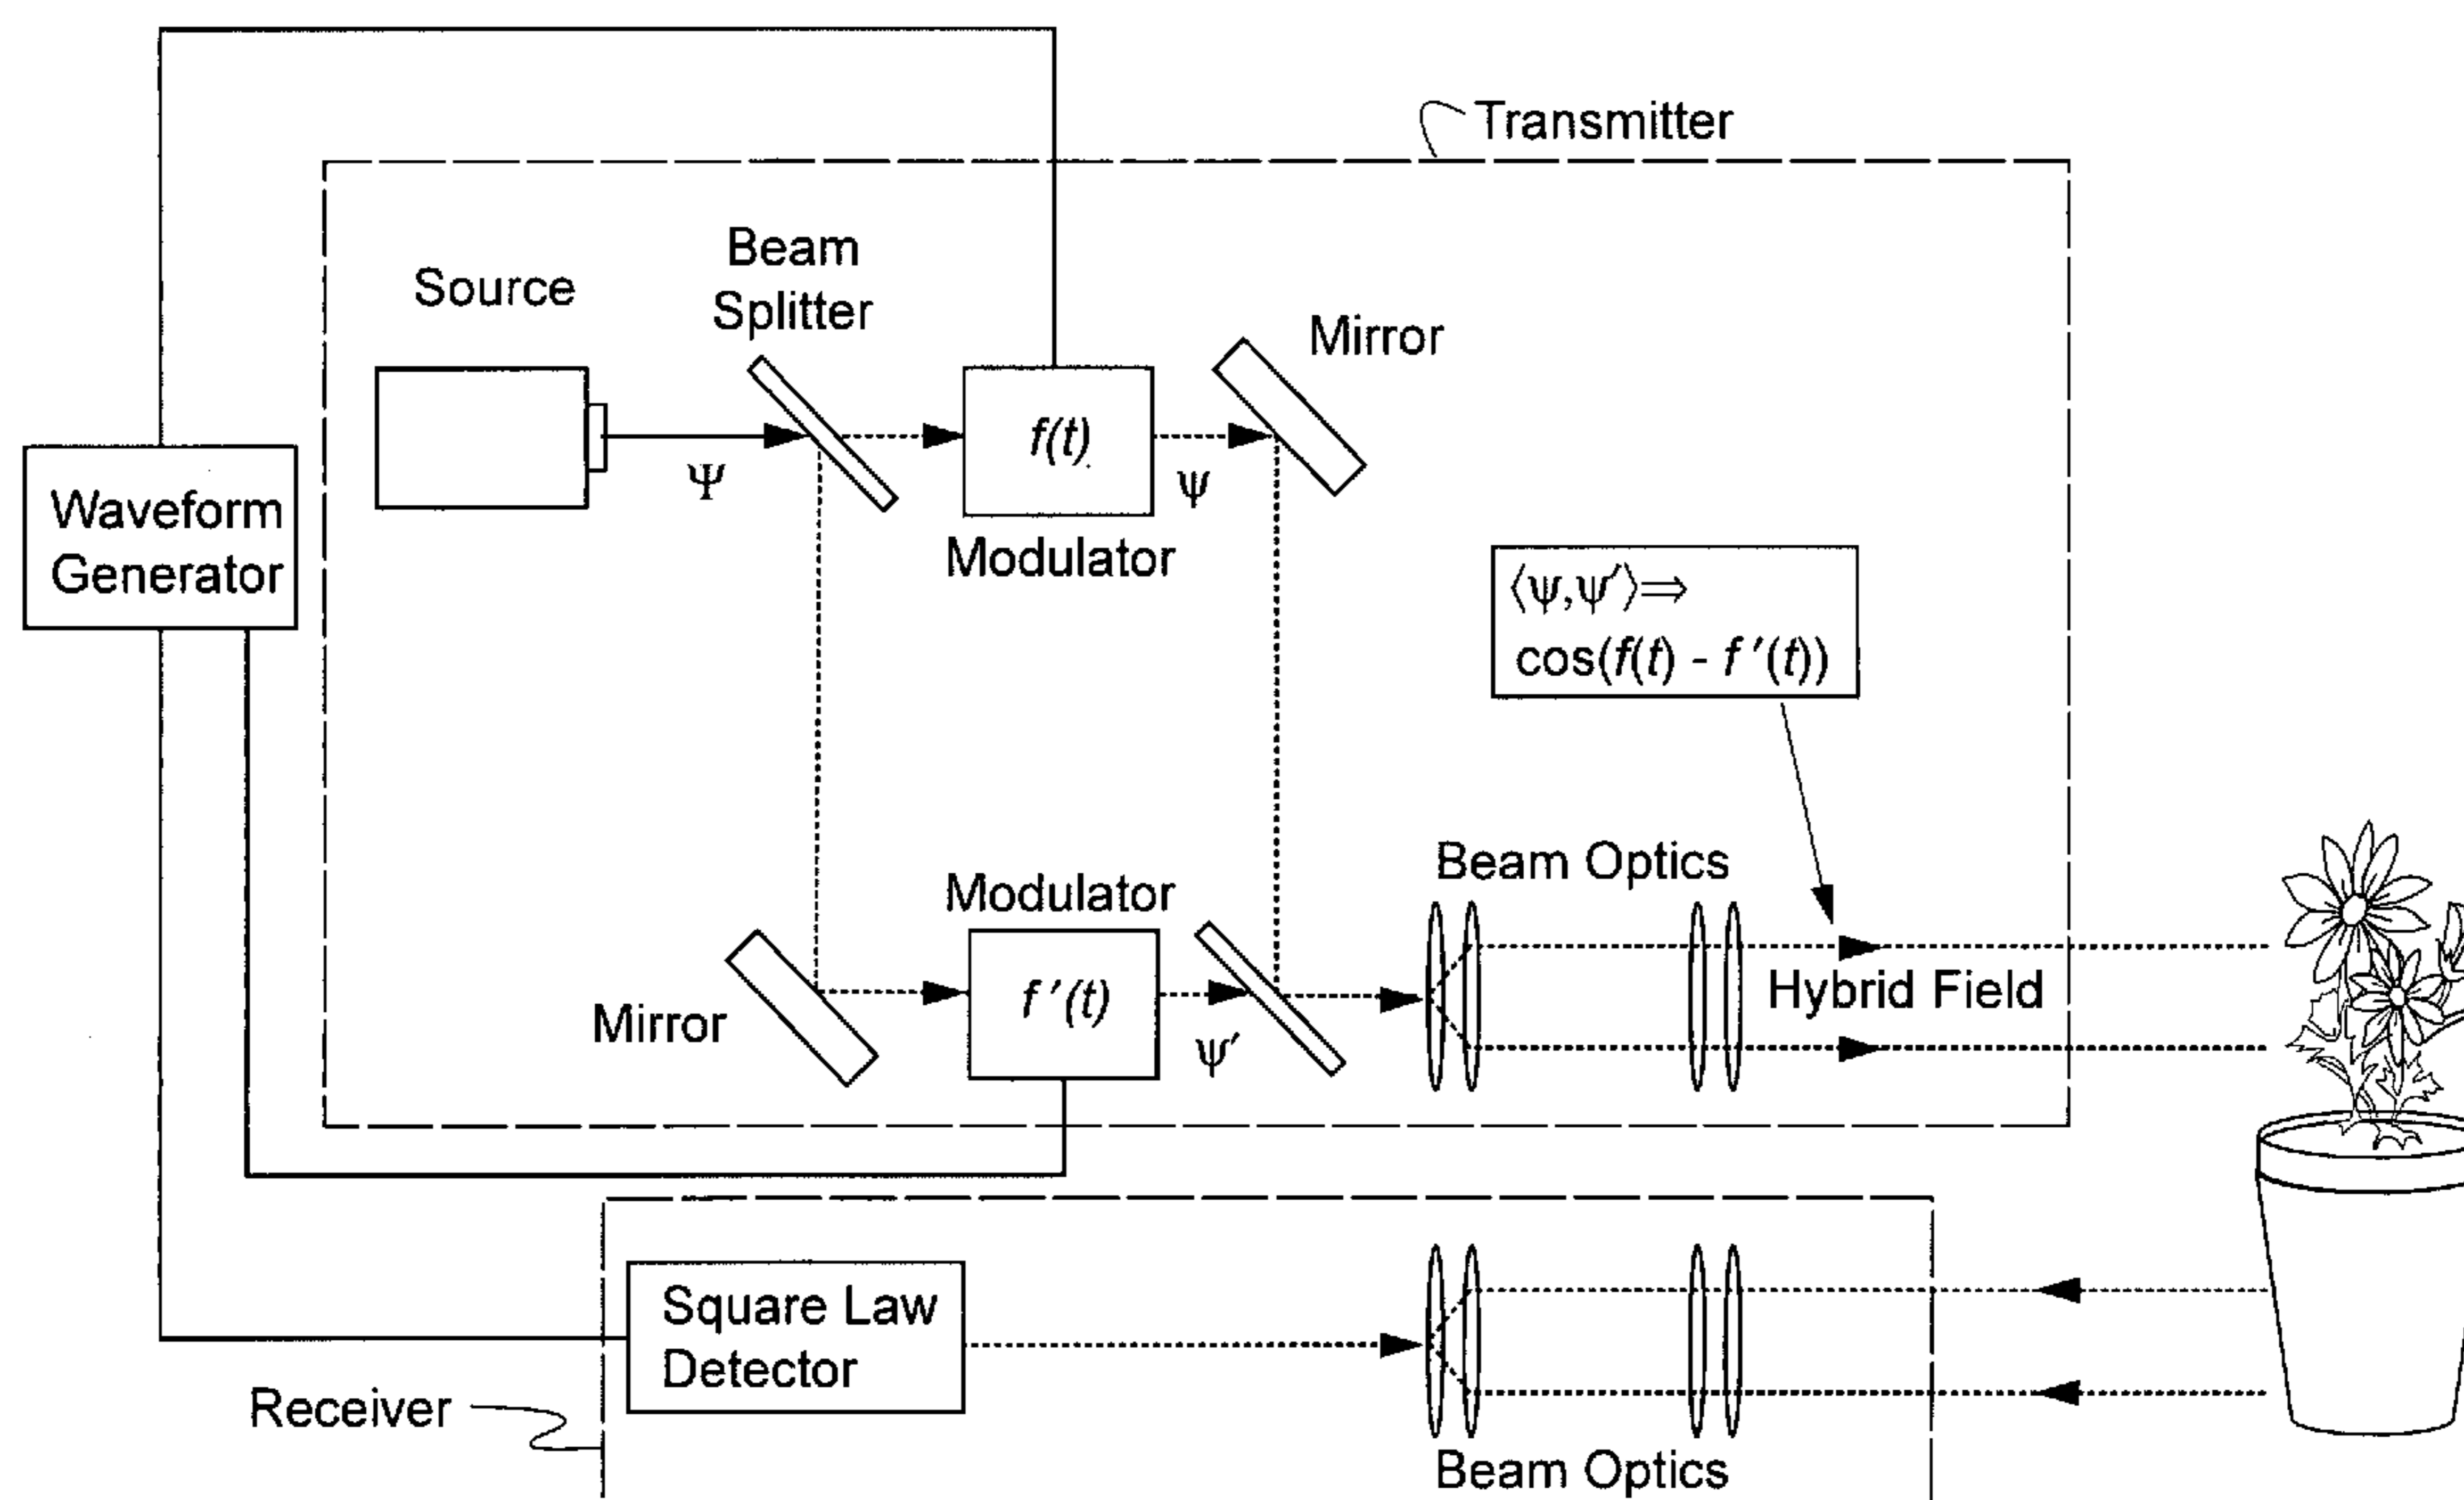 Transmitter
Beam
Splitter
Source
Mirror
f(t)
Ψ
ψ
Modulator
Waveform
Generator
⟨ψ,ψ′⟩⇒
cos(f(t) - f ′(t))
Beam Optics
Modulator
f ′(t)
Hybrid Field
Mirror
ψ′
Square Law
Detector
Receiver
Beam Optics